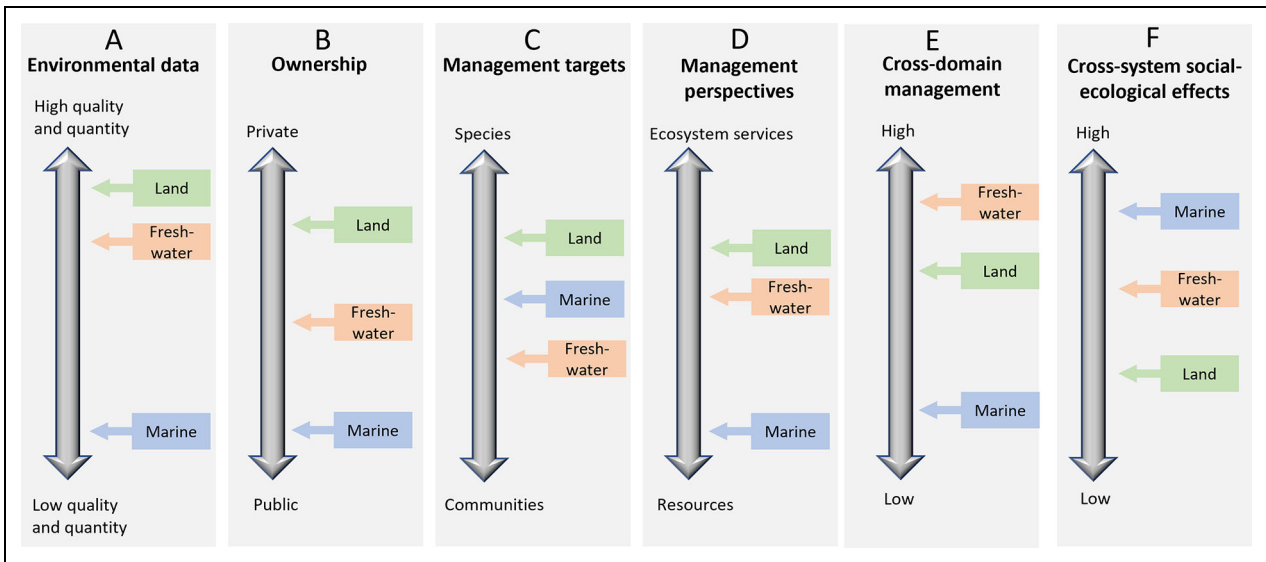 A
Environmental data
High quality
and quantity
Land
Fresh-
water
Marine
Low quality
and quantity
B
Ownership
Private
Land
Fresh-
water
Marine
Public
C
Management targets
Species
Land
Marine
Fresh-
water
Communities
D
Management
perspectives
Ecosystem services
Land
Fresh-
water
Marine
Resources
E
Cross-domain
management
High
Fresh-
water
Land
Marine
Low
F
Cross-system social-
ecological effects
High
Marine
Fresh-
water
Land
Low